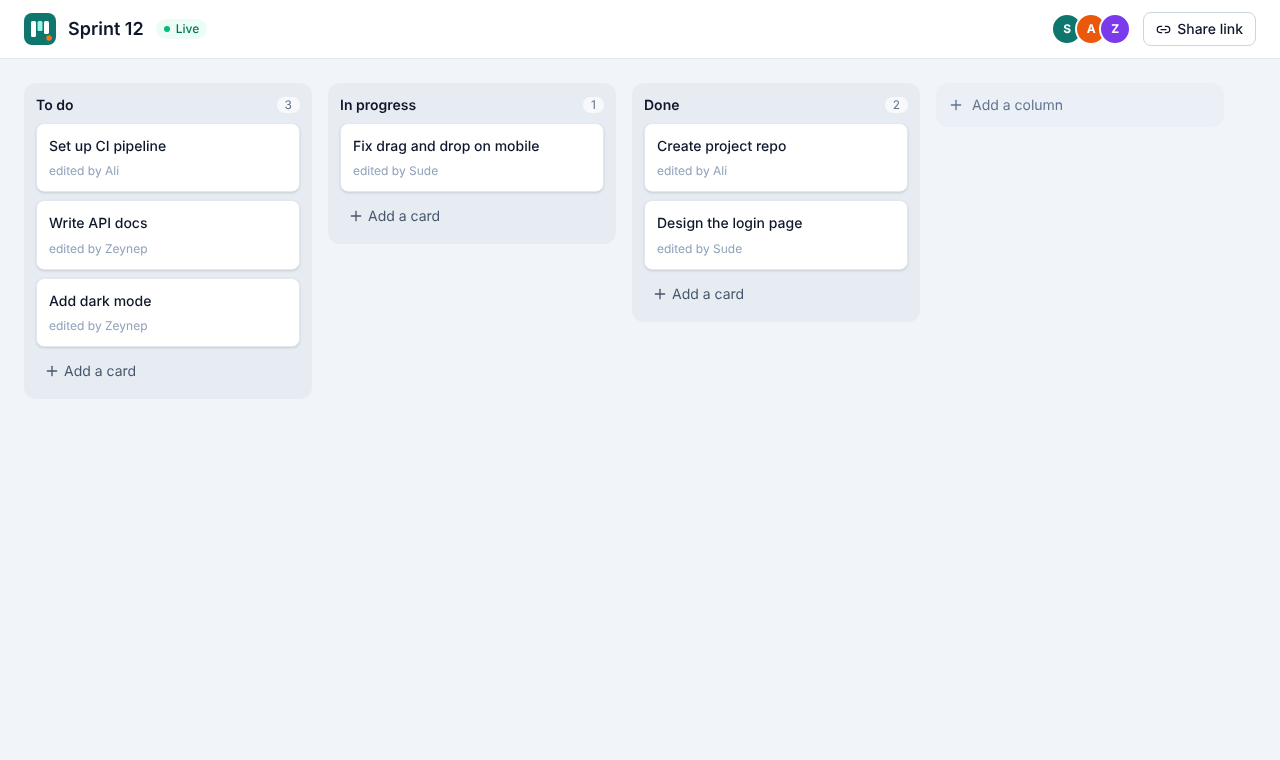 Sprint 12
Live
S
A
Z
Share link
To do
3
Set up CI pipeline
edited by Ali
Write API docs
edited by Zeynep
Add dark mode
edited by Zeynep
Add a card
In progress
1
Fix drag and drop on mobile
edited by Sude
Add a card
Done
2
Create project repo
edited by Ali
Design the login page
edited by Sude
Add a card
Add a column